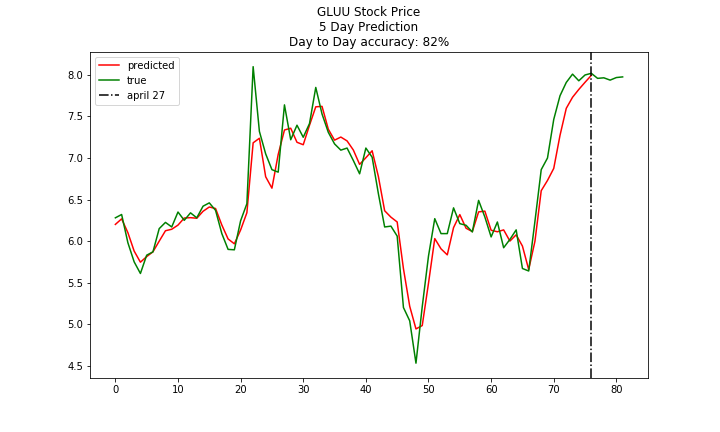 GLUU Stock Price
5 Day Prediction
Day to Day accuracy: 82%
predicted
true
april 27
8.0
7.5
7.0
6.5
6.0
5.5
5.0
4.5
0 10 20 30 40 50 60 70 80